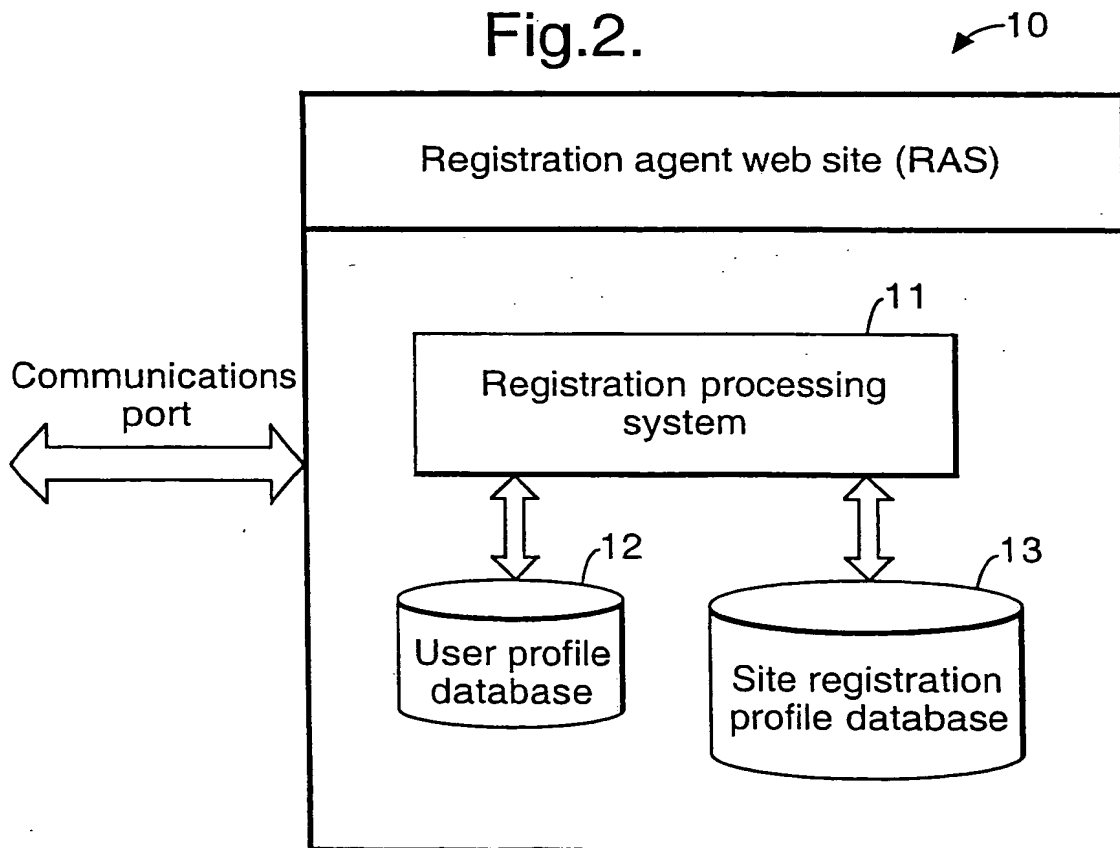 Fig.2.
10
Registration agent web site (RAS)
11
Registration processing
system
Communications
port
12
User profile
database
13
Site registration
profile database